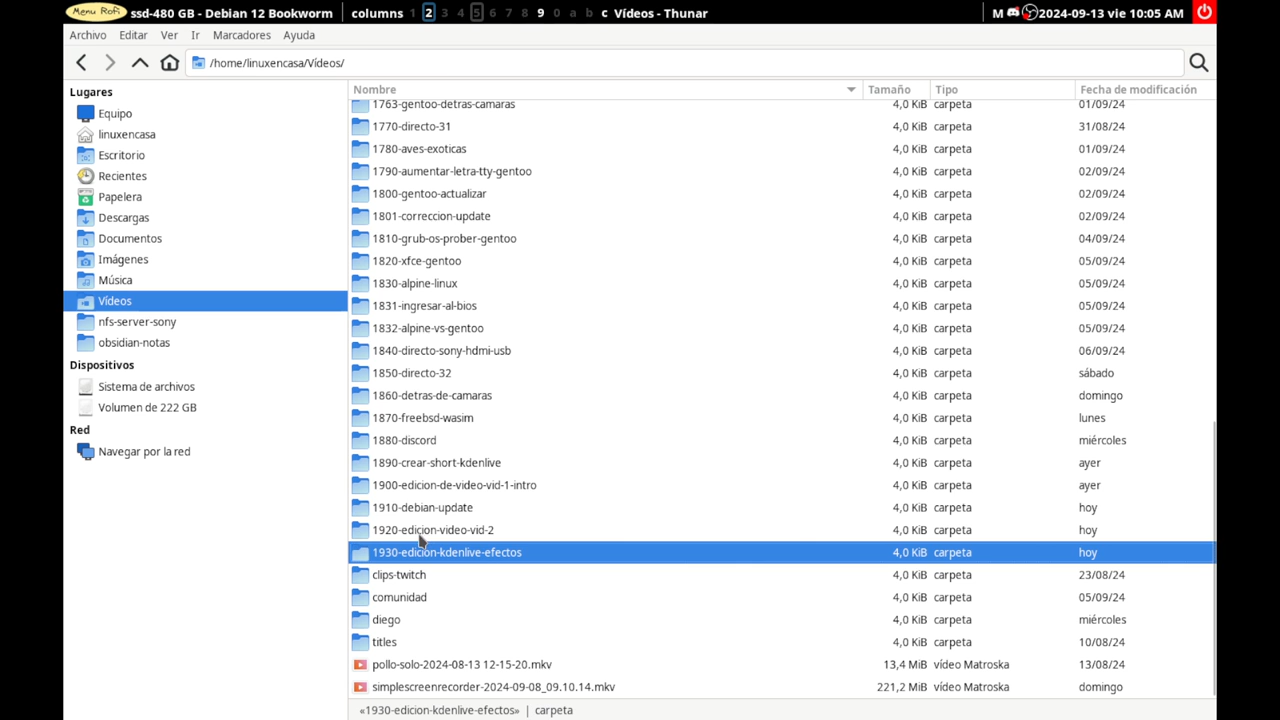 Menu Rofi ssd-480 GB - Debian 12 Bookworm columns 1 2 3 4 5 6 7 8 9 0 a b c Vídeos - Thunar M 2024-09-13 vie 10:05 AM
Archivo Editar Ver Ir Marcadores Ayuda
/home/linuxencasa/Vídeos/
Lugares
Equipo
linuxencasa
Escritorio
Recientes
Papelera
Descargas
Documentos
Imágenes
Música
Vídeos
nfs-server-sony
obsidian-notas
Dispositivos
Sistema de archivos
Volumen de 222 GB
Red
Navegar por la red
Nombre Tamaño Tipo Fecha de modificación
1763-gentoo-detras-camaras 4,0 KiB carpeta 01/09/24
1770-directo-31 4,0 KiB carpeta 31/08/24
1780-aves-exoticas 4,0 KiB carpeta 01/09/24
1790-aumentar-letra-tty-gentoo 4,0 KiB carpeta 02/09/24
1800-gentoo-actualizar 4,0 KiB carpeta 02/09/24
1801-correccion-update 4,0 KiB carpeta 02/09/24
1810-grub-os-prober-gentoo 4,0 KiB carpeta 04/09/24
1820-xfce-gentoo 4,0 KiB carpeta 05/09/24
1830-alpine-linux 4,0 KiB carpeta 05/09/24
1831-ingresar-al-bios 4,0 KiB carpeta 05/09/24
1832-alpine-vs-gentoo 4,0 KiB carpeta 05/09/24
1840-directo-sony-hdmi-usb 4,0 KiB carpeta 06/09/24
1850-directo-32 4,0 KiB carpeta sábado
1860-detras-de-camaras 4,0 KiB carpeta domingo
1870-freebsd-wasim 4,0 KiB carpeta lunes
1880-discord 4,0 KiB carpeta miércoles
1890-crear-short-kdenlive 4,0 KiB carpeta ayer
1900-edicion-de-video-vid-1-intro 4,0 KiB carpeta ayer
1910-debian-update 4,0 KiB carpeta hoy
1920-edicion-video-vid-2 4,0 KiB carpeta hoy
1930-edicion-kdenlive-efectos 4,0 KiB carpeta hoy
clips-twitch 4,0 KiB carpeta 23/08/24
comunidad 4,0 KiB carpeta 05/09/24
diego 4,0 KiB carpeta miércoles
titles 4,0 KiB carpeta 10/08/24
pollo-solo-2024-08-13 12-15-20.mkv 13,4 MiB vídeo Matroska 13/08/24
simplescreenrecorder-2024-09-08_09.10.14.mkv 221,2 MiB vídeo Matroska domingo
«1930-edicion-kdenlive-efectos» | carpeta